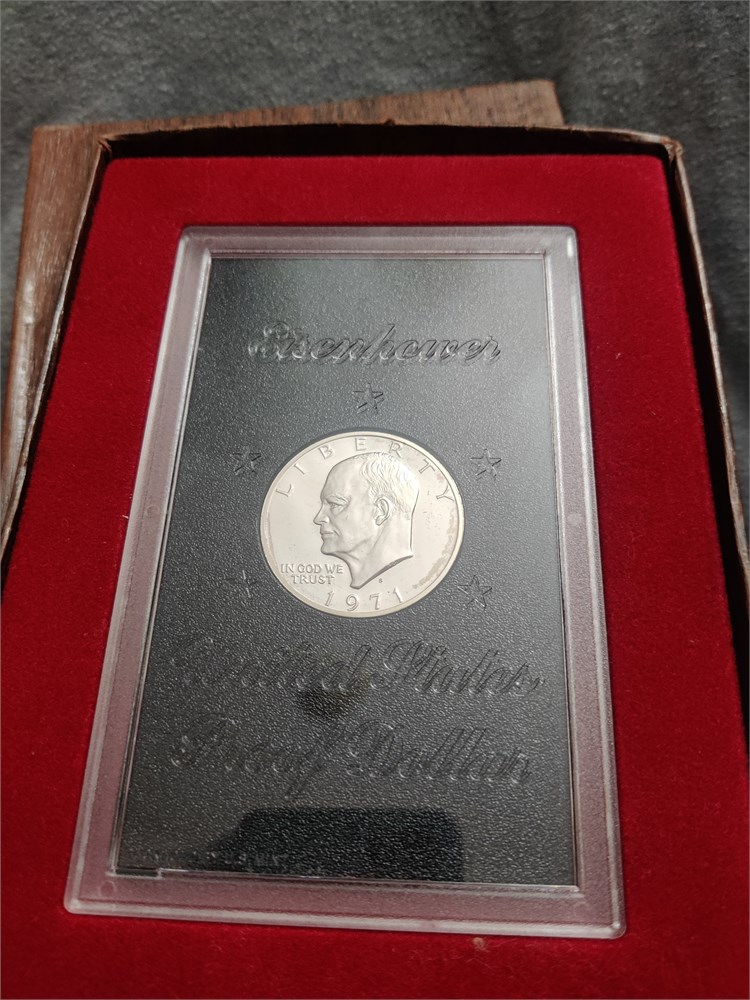 Eisenhower
LIBERTY
IN GOD WE
TRUST
S
1971
United States
Proof Dollar